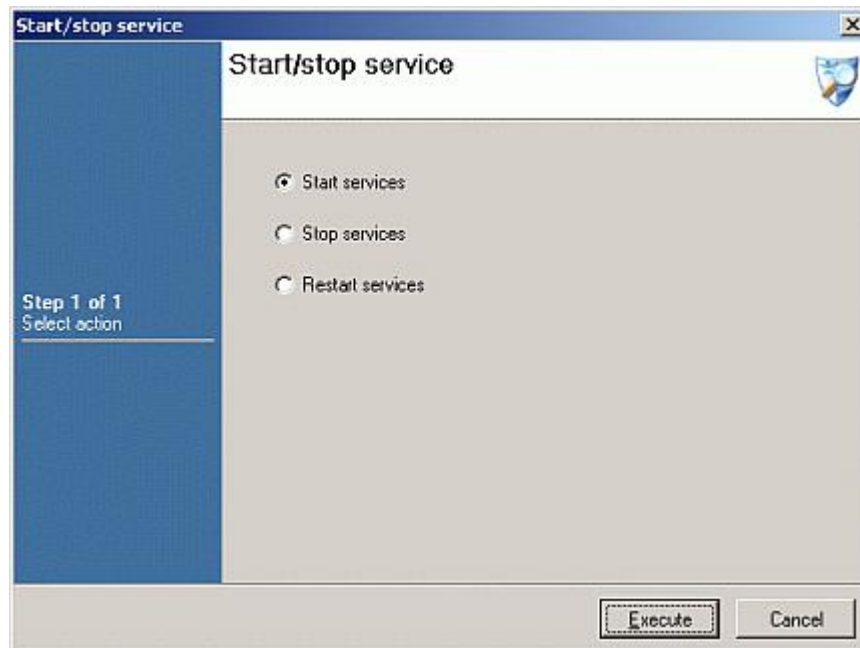 Start/stop service
Start/stop service
Start services
Stop services
Restart services
Step 1 of 1
Select action
Execute
Cancel